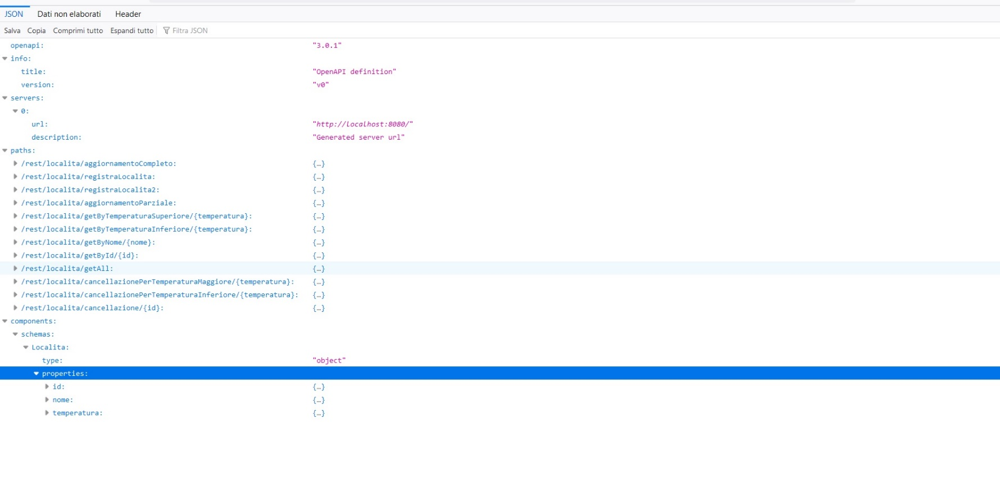 JSON Dati non elaborati Header
Salva Copia Comprimi tutto Espandi tutto Filtra JSON
openapi: "3.0.1"
info:
title: "OpenAPI definition"
version: "v0"
servers:
0:
url: "http://localhost:8080/"
description: "Generated server url"
paths:
/rest/localita/aggiornamentoCompleto: {…}
/rest/localita/registraLocalita: {…}
/rest/localita/registraLocalita2: {…}
/rest/localita/aggiornamentoParziale: {…}
/rest/localita/getByTemperaturaSuperiore/{temperatura}: {…}
/rest/localita/getByTemperaturaInferiore/{temperatura}: {…}
/rest/localita/getByNome/{nome}: {…}
/rest/localita/getById/{id}: {…}
/rest/localita/getAll: {…}
/rest/localita/cancellazionePerTemperaturaMaggiore/{temperatura}: {…}
/rest/localita/cancellazionePerTemperaturaInferiore/{temperatura}: {…}
/rest/localita/cancellazione/{id}: {…}
components:
schemas:
Localita:
type: "object"
properties:
id: {…}
nome: {…}
temperatura: {…}